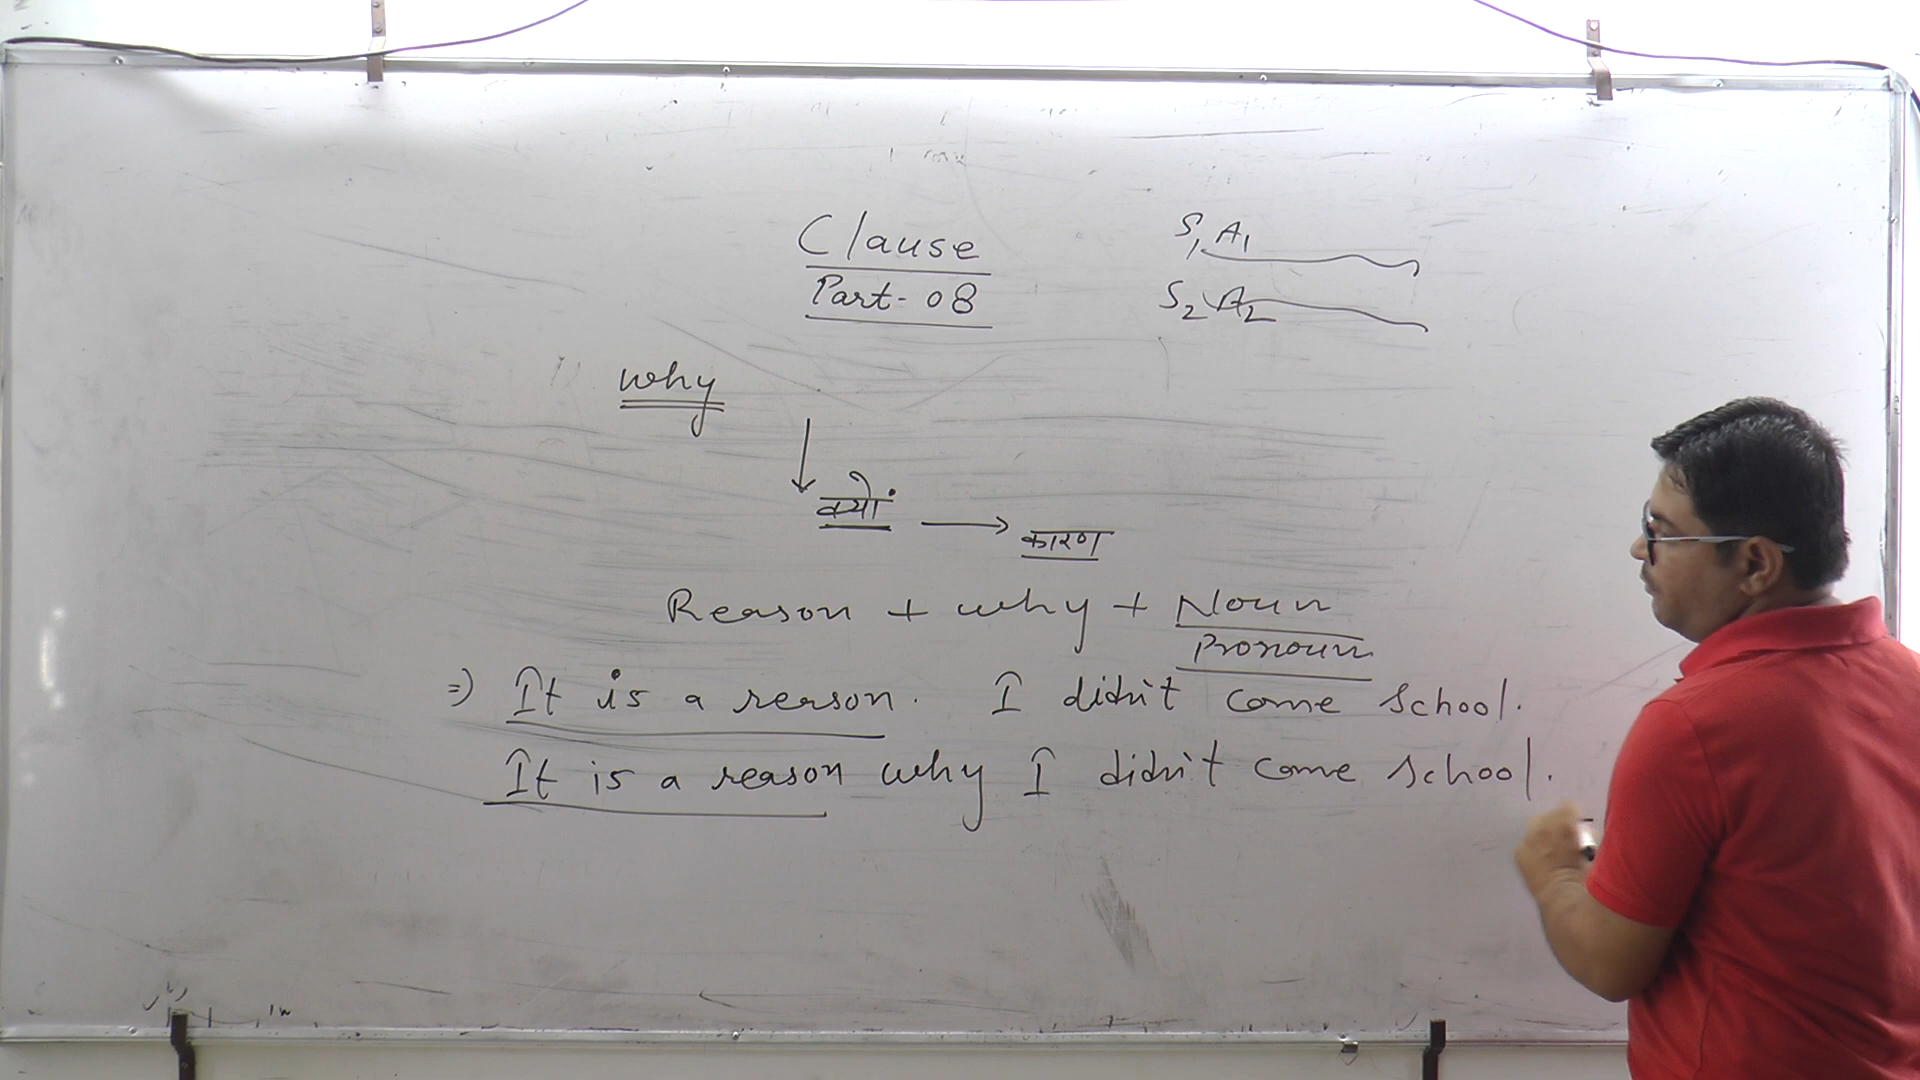 Clause
Part-08
S1 A1
S2 A2
why
क्यों → कारण
Reason + why + Noun
Pronoun
⇒ It is a reason. I didn't come school.
It is a reason why I didn't come school.